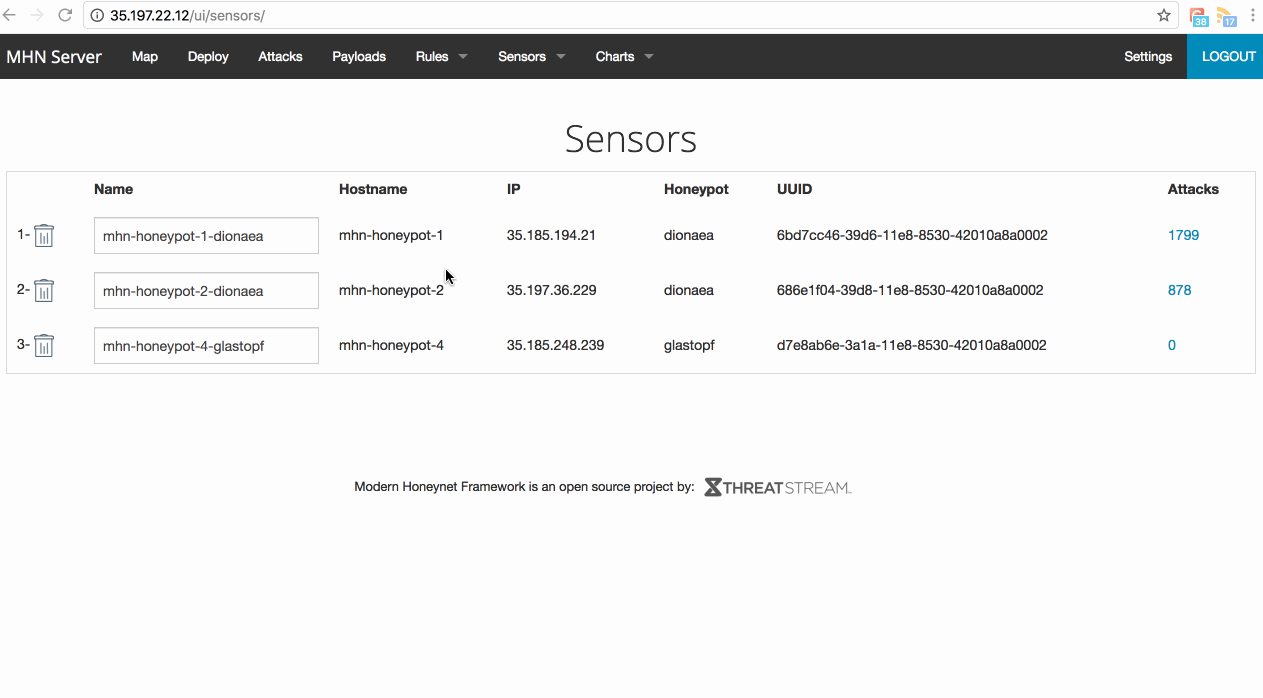 35.197.22.12/ui/sensors/
38 17
MHN Server Map Deploy Attacks Payloads Rules Sensors Charts Settings LOGOUT
Sensors
Name Hostname IP Honeypot UUID Attacks
1- mhn-honeypot-1-dionaea mhn-honeypot-1 35.185.194.21 dionaea 6bd7cc46-39d6-11e8-8530-42010a8a0002 1799
2- mhn-honeypot-2-dionaea mhn-honeypot-2 35.197.36.229 dionaea 686e1f04-39d8-11e8-8530-42010a8a0002 878
3- mhn-honeypot-4-glastopf mhn-honeypot-4 35.185.248.239 glastopf d7e8ab6e-3a1a-11e8-8530-42010a8a0002 0
Modern Honeynet Framework is an open source project by: THREATSTREAM